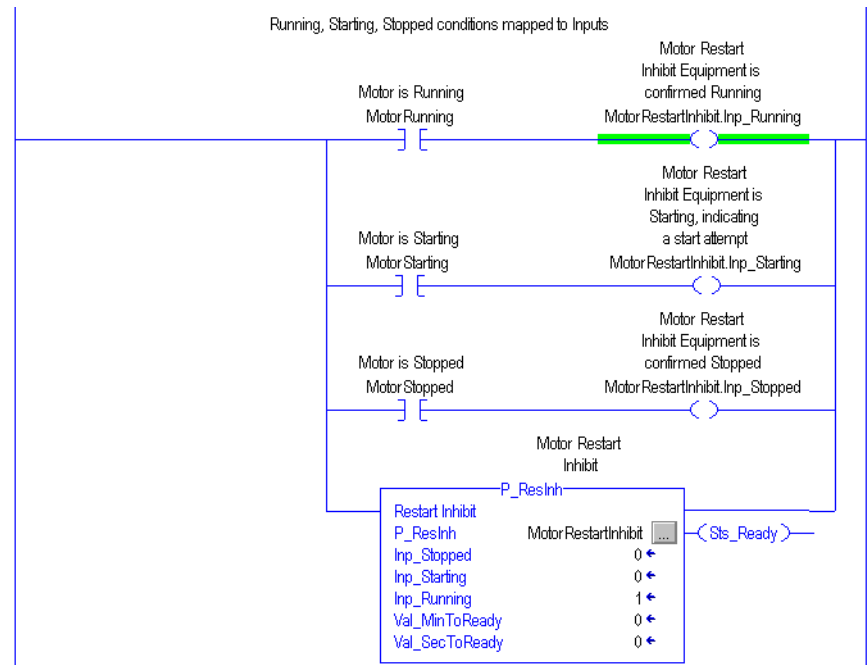 Running, Starting, Stopped conditions mapped to Inputs
Motor Restart
Inhibit Equipment is
confirmed Running
Motor is Running
MotorRunning
MotorRestartInhibit.Inp_Running
Motor Restart
Inhibit Equipment is
Starting, indicating
a start attempt
Motor is Starting
MotorStarting
MotorRestartInhibit.Inp_Starting
Motor Restart
Inhibit Equipment is
confirmed Stopped
Motor is Stopped
MotorStopped
MotorRestartInhibit.Inp_Stopped
Motor Restart
Inhibit
P_ResInh
Restart Inhibit
P_ResInh MotorRestartInhibit ... Sts_Ready
Inp_Stopped 0
Inp_Starting 0
Inp_Running 1
Val_MinToReady 0
Val_SecToReady 0